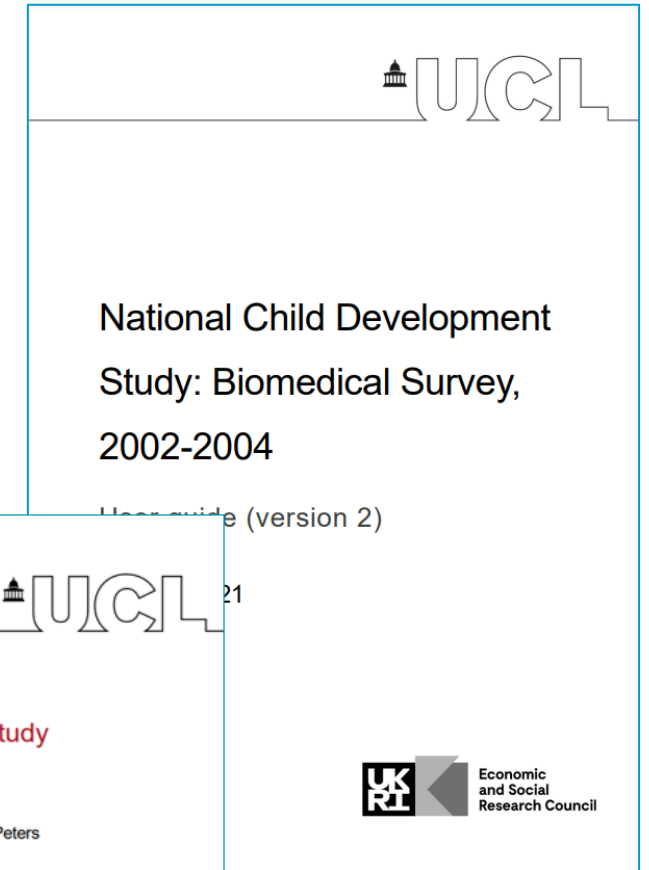 UCL
National Child Development
Study: Biomedical Survey,
2002-2004
(version 2)
21
UCL
Peters
UK
RI
Economic
and Social
Research Council